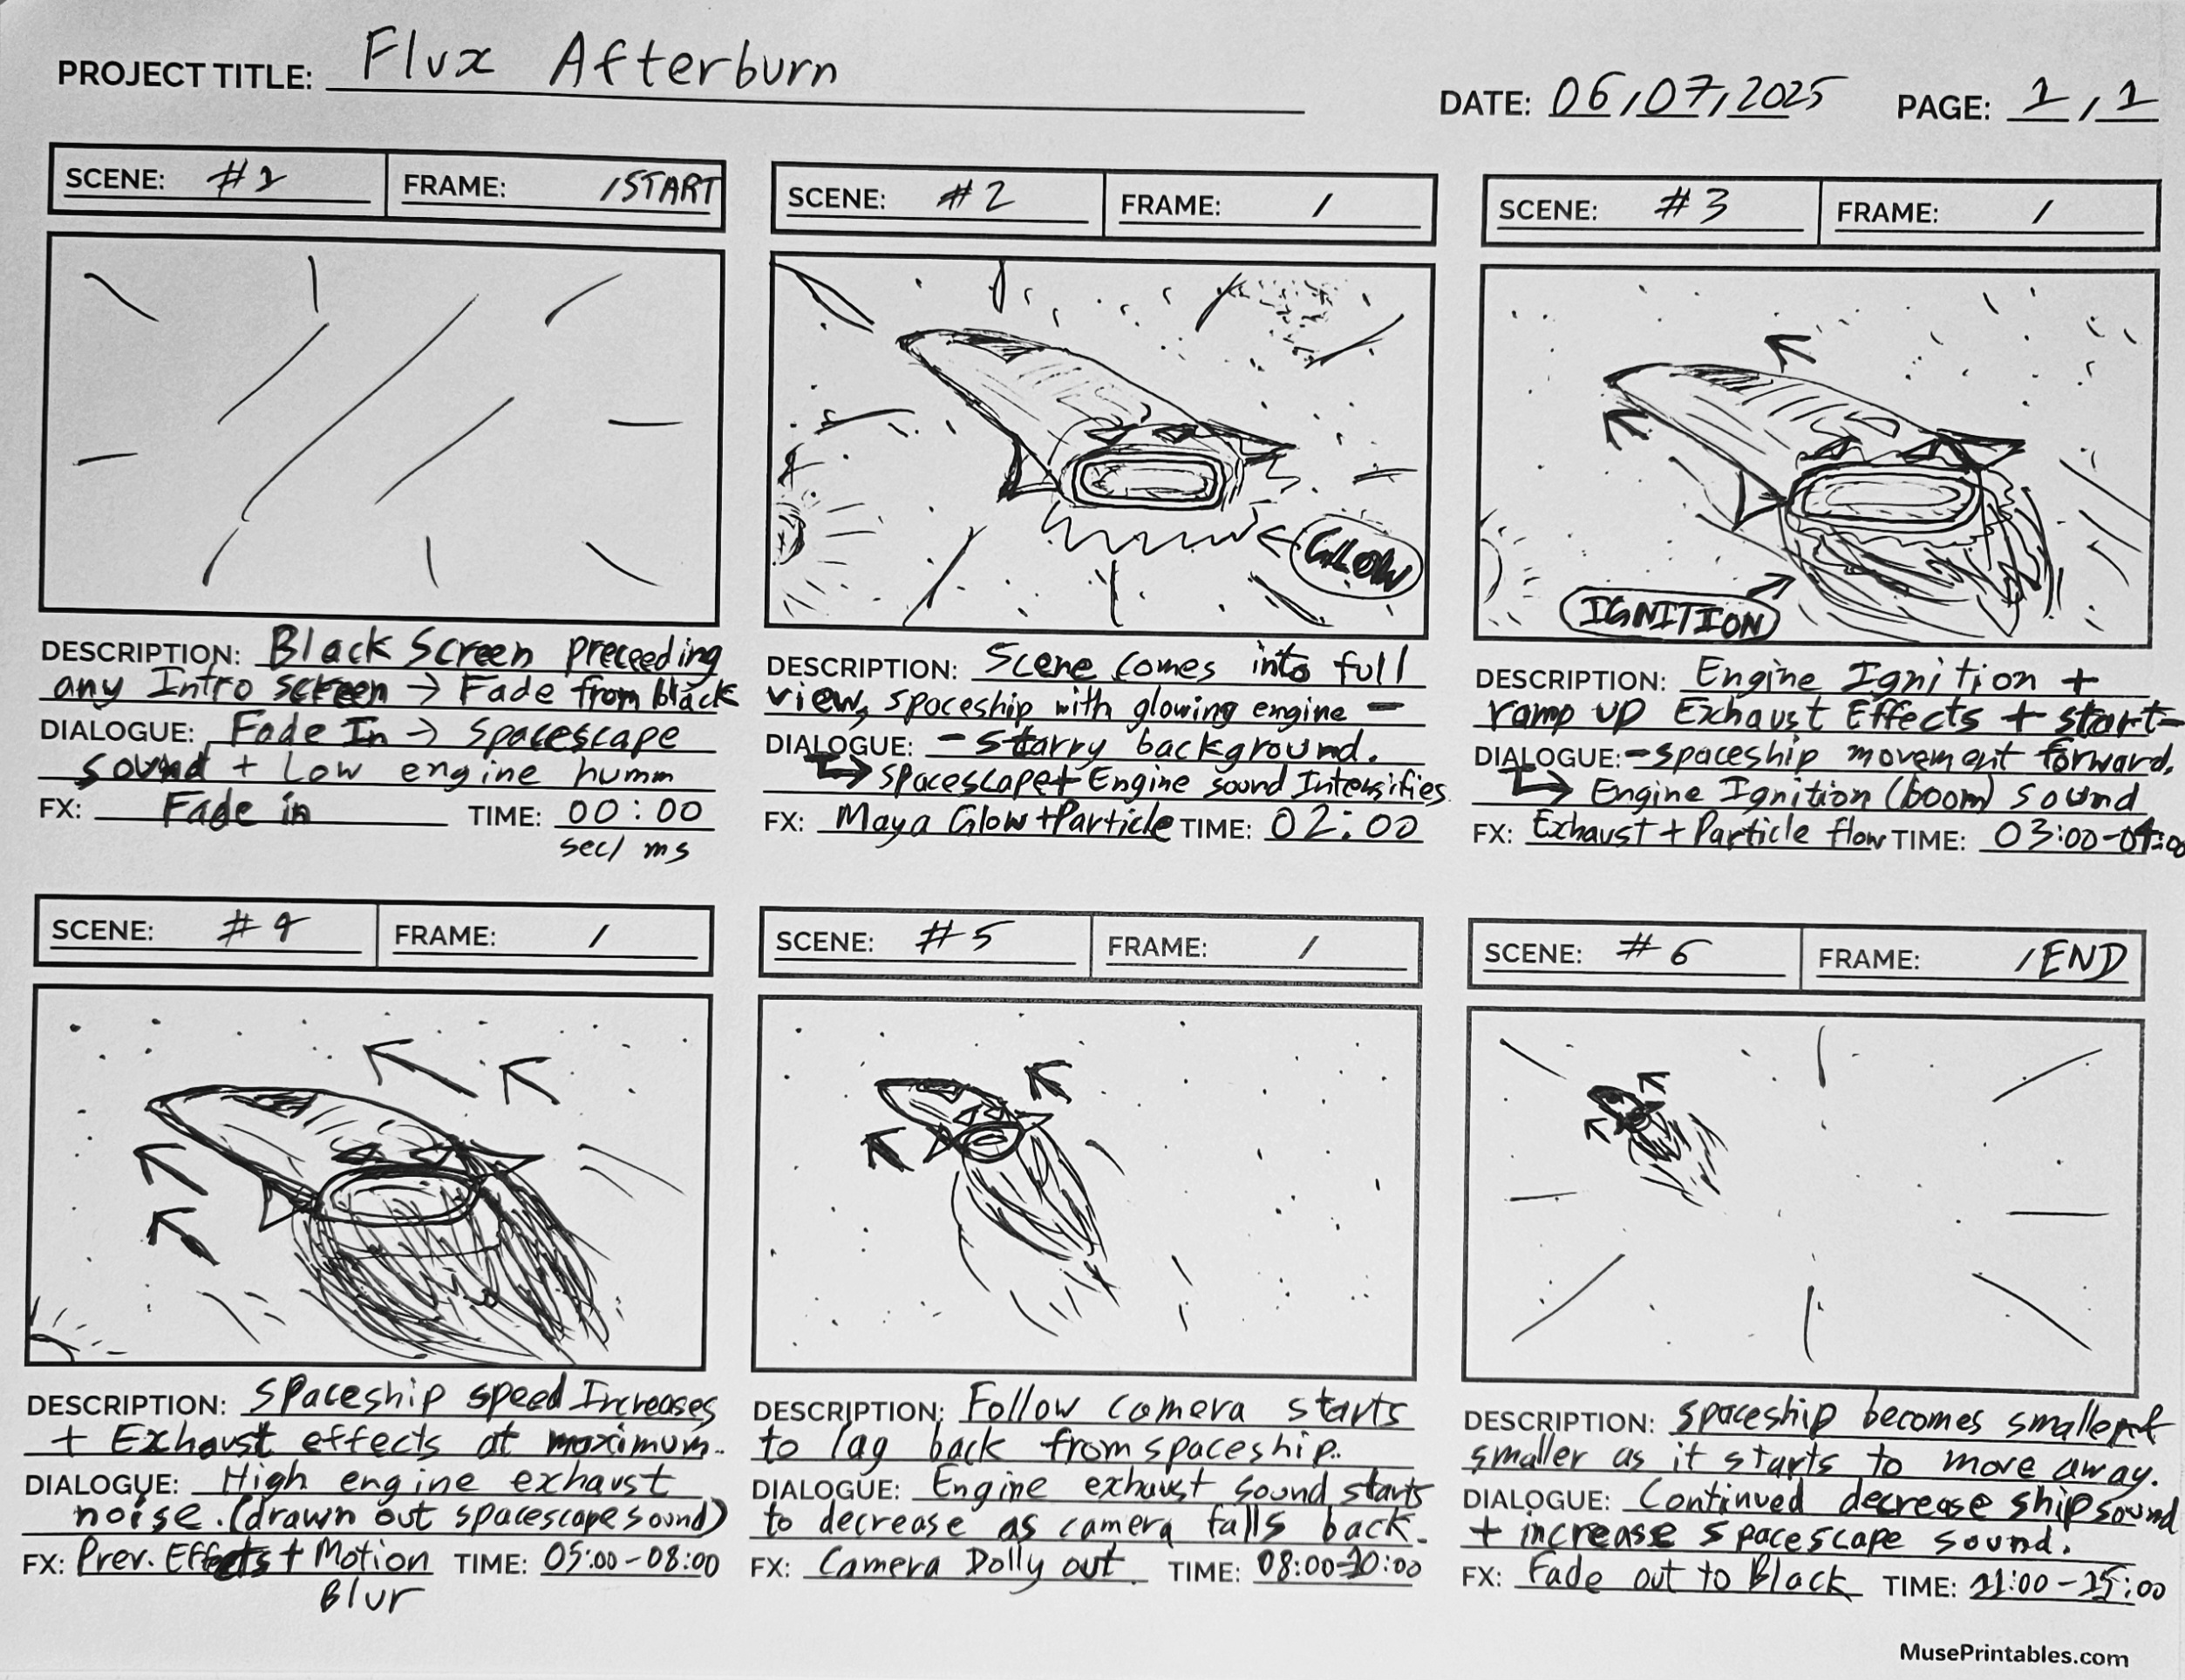 PROJECT TITLE: Flux Afterburn
DATE: 06/07/2025 PAGE: 1/1
SCENE: #1 FRAME: /START
DESCRIPTION: Black Screen preceeding
any Intro screen → Fade from black
DIALOGUE: Fade In → Spacescape
sound + Low engine humm
FX: Fade in TIME: 00:00
sec/ ms
SCENE: #2 FRAME: /
GLOW
DESCRIPTION: Scene comes into full
view, spaceship with glowing engine -
DIALOGUE: - starry background.
↳ spacescape + Engine sound Intensifies
FX: Maya Glow + Particle TIME: 02:00
SCENE: #3 FRAME: /
IGNITION
DESCRIPTION: Engine Ignition +
ramp up Exhaust Effects + start-
DIALOGUE: -spaceship movement forward.
↳ Engine Ignition (boom) sound
FX: Exhaust + Particle flow TIME: 03:00-04:00
SCENE: #4 FRAME: /
DESCRIPTION: Spaceship speed Increases
+ Exhaust effects at maximum.
DIALOGUE: High engine exhaust
noise. (drawn out spacescape sound)
FX: Prev. Effects + Motion TIME: 05:00-08:00
Blur
SCENE: #5 FRAME: /
DESCRIPTION: Follow camera starts
to lag back from spaceship.
DIALOGUE: Engine exhaust sound starts
to decrease as camera falls back.
FX: Camera Dolly out TIME: 08:00-10:00
SCENE: #6 FRAME: /END
DESCRIPTION: spaceship becomes smaller +
smaller as it starts to move away.
DIALOGUE: Continued decrease ship sound
+ increase spacescape sound.
FX: Fade out to Black TIME: 11:00-15:00
MusePrintables.com